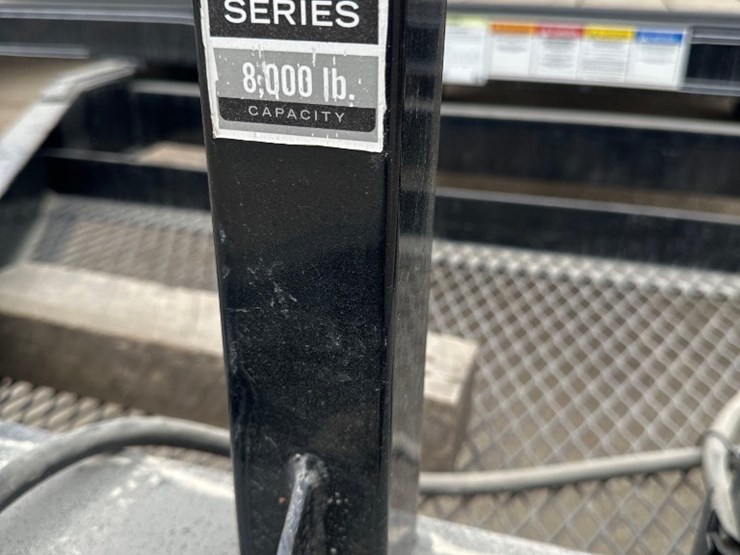 SERIES
8,000 lb.
CAPACITY